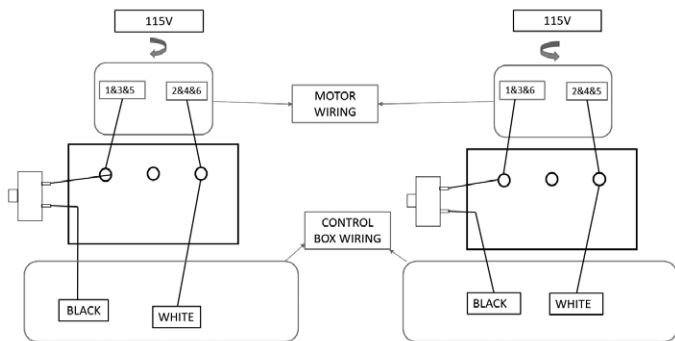 115V
115V
1&3&5
2&4&6
MOTOR
WIRING
1&3&6
2&4&5
CONTROL
BOX WIRING
BLACK
WHITE
BLACK
WHITE